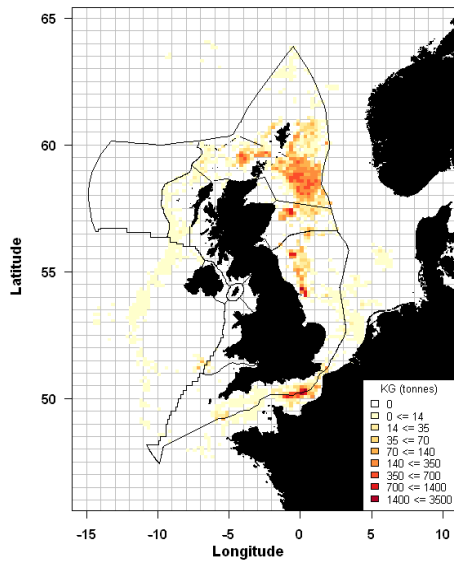 65
60
55
50
Latitude
-15
-10
-5
0
5
10
Longitude
KG (tonnes)
0
0 <= 14
14 <= 35
35 <= 70
70 <= 140
140 <= 350
350 <= 700
700 <= 1400
1400 <= 3500